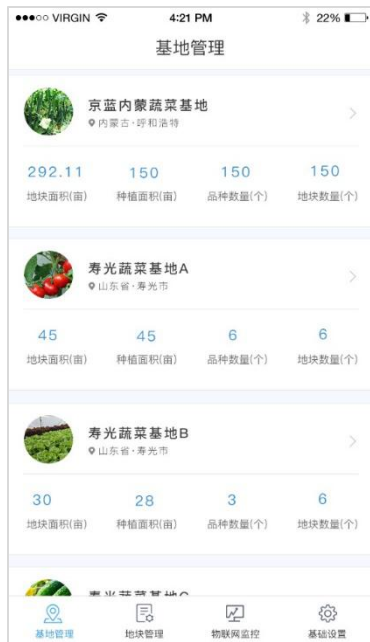 VIRGIN 4:21 PM 22%
基地管理
京蓝内蒙蔬菜基地
内蒙古·呼和浩特
292.11 150 150 150
地块面积(亩) 种植面积(亩) 品种数量(个) 地块数量(个)
寿光蔬菜基地A
山东省·寿光市
45 45 6 6
地块面积(亩) 种植面积(亩) 品种数量(个) 地块数量(个)
寿光蔬菜基地B
山东省·寿光市
30 28 3 6
地块面积(亩) 种植面积(亩) 品种数量(个) 地块数量(个)
寿光蔬菜基地C
基地管理 地块管理 物联网监控 基础设置